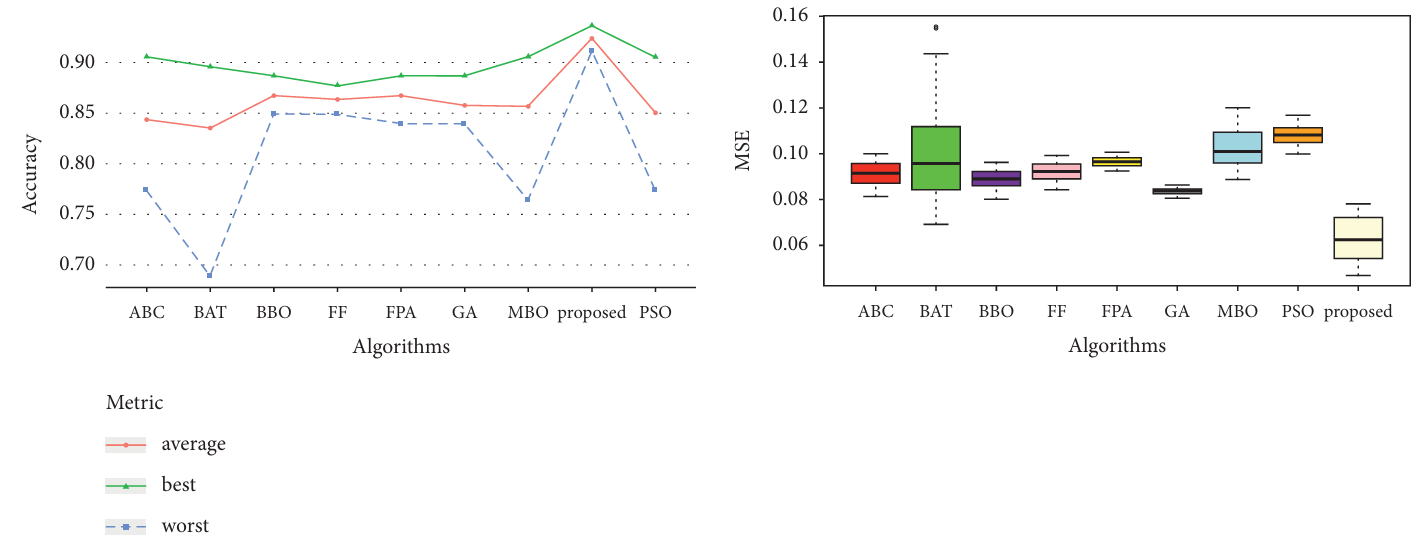 Accuracy
0.90
0.85
0.80
0.75
0.70
ABC BAT BBO FF FPA GA MBO proposed PSO
Algorithms
Metric
average
best
worst
MSE
0.16
0.14
0.12
0.10
0.08
0.06
ABC BAT BBO FF FPA GA MBO PSO proposed
Algorithms